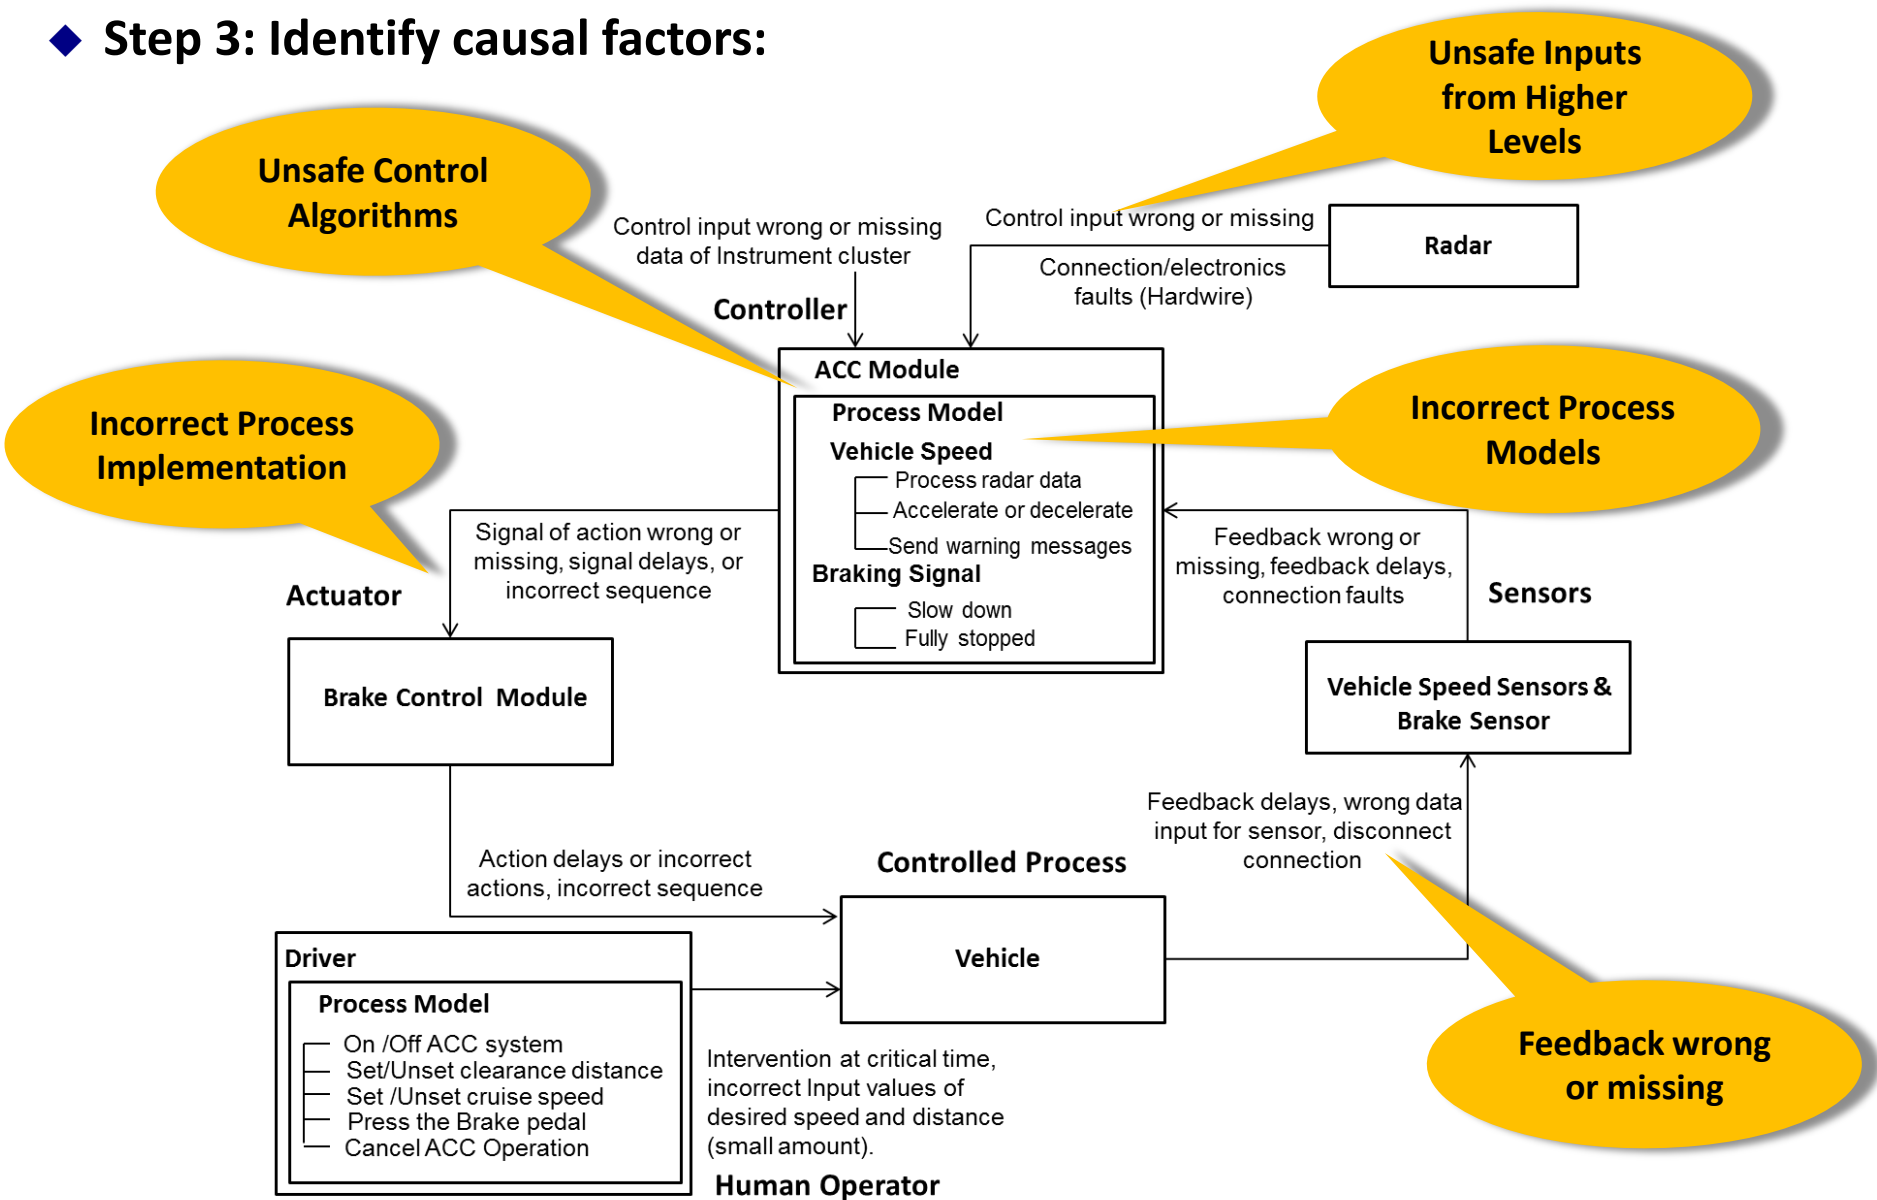 Step 3: Identify causal factors:
Unsafe Inputs
from Higher
Levels
Unsafe Control
Algorithms
Control input wrong or missing
data of Instrument cluster
Control input wrong or missing
Radar
Connection/electronics
faults (Hardwire)
Controller
ACC Module
Process Model
Vehicle Speed
Process radar data
Accelerate or decelerate
Send warning messages
Braking Signal
Slow down
Fully stopped
Incorrect Process
Models
Incorrect Process
Implementation
Signal of action wrong or
missing, signal delays, or
incorrect sequence
Actuator
Feedback wrong or
missing, feedback delays,
connection faults
Sensors
Brake Control Module
Vehicle Speed Sensors &
Brake Sensor
Feedback delays, wrong data
input for sensor, disconnect
connection
Action delays or incorrect
actions, incorrect sequence
Controlled Process
Vehicle
Driver
Process Model
On /Off ACC system
Set/Unset clearance distance
Set /Unset cruise speed
Press the Brake pedal
Cancel ACC Operation
Intervention at critical time,
incorrect Input values of
desired speed and distance
(small amount).
Human Operator
Feedback wrong
or missing